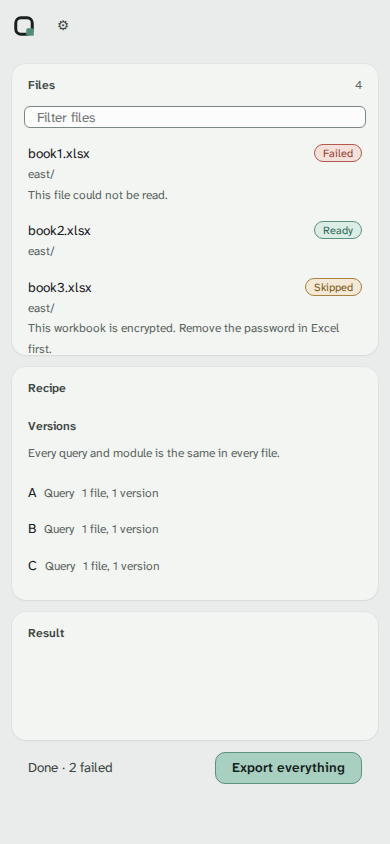 Files 4
Filter files
book1.xlsx Failed
east/
This file could not be read.
book2.xlsx Ready
east/
book3.xlsx Skipped
east/
This workbook is encrypted. Remove the password in Excel
first.
Recipe
Versions
Every query and module is the same in every file.
A Query 1 file, 1 version
B Query 1 file, 1 version
C Query 1 file, 1 version
Result
Done · 2 failed Export everything